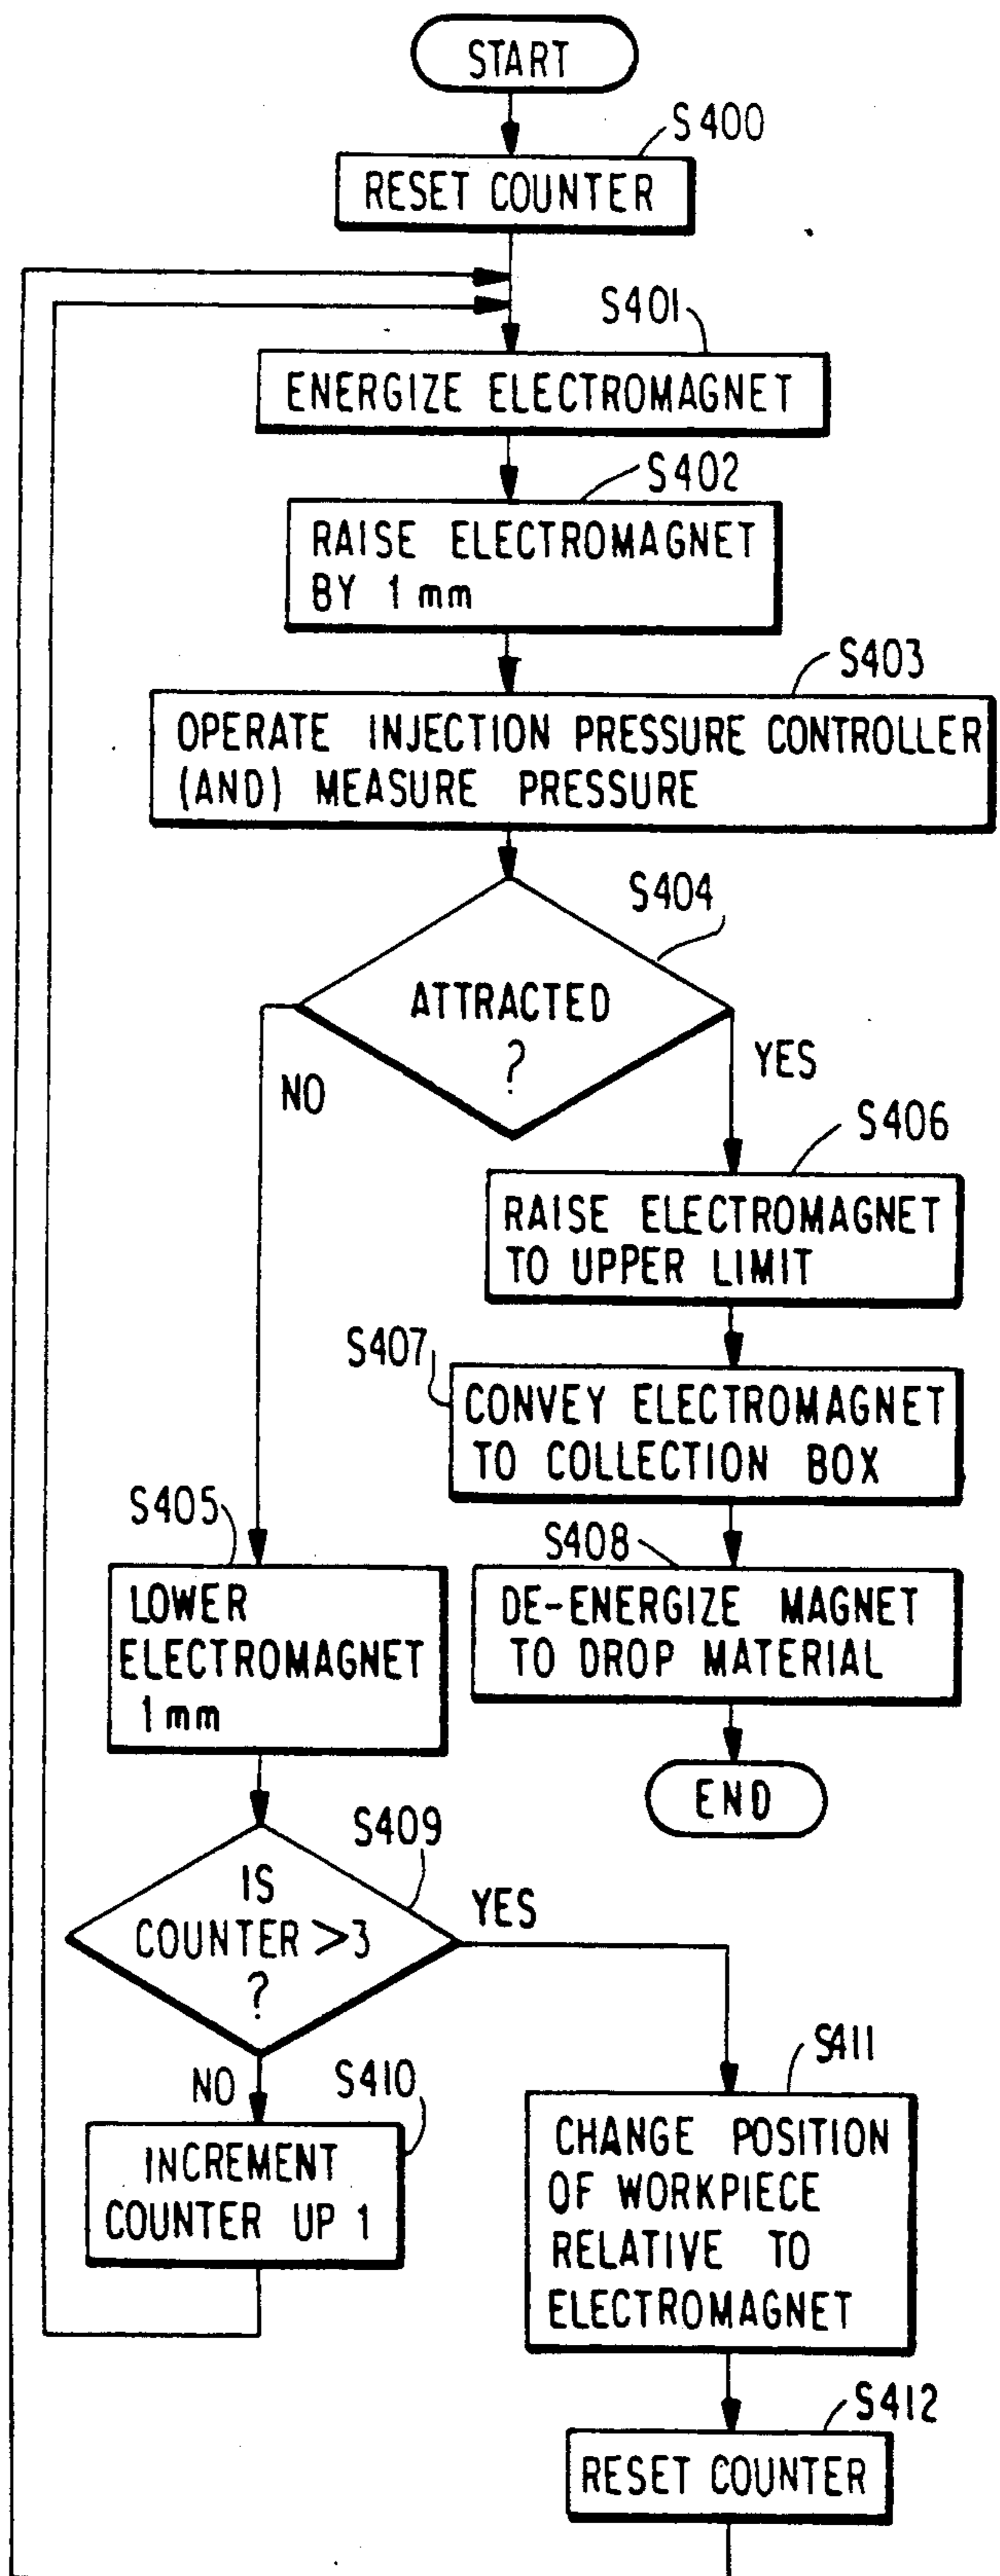 START
S400
RESET COUNTER
S401
ENERGIZE ELECTROMAGNET
S402
RAISE ELECTROMAGNET
BY 1 mm
S403
OPERATE INJECTION PRESSURE CONTROLLER
(AND) MEASURE PRESSURE
S404
ATTRACTED
?
NO
YES
S406
RAISE ELECTROMAGNET
TO UPPER LIMIT
S407
CONVEY ELECTROMAGNET
TO COLLECTION BOX
S405
LOWER
ELECTROMAGNET
1 mm
S408
DE-ENERGIZE MAGNET
TO DROP MATERIAL
END
S409
IS
COUNTER >3
?
YES
NO
S410
INCREMENT
COUNTER UP 1
S411
CHANGE POSITION
OF WORKPIECE
RELATIVE TO
ELECTROMAGNET
S412
RESET COUNTER